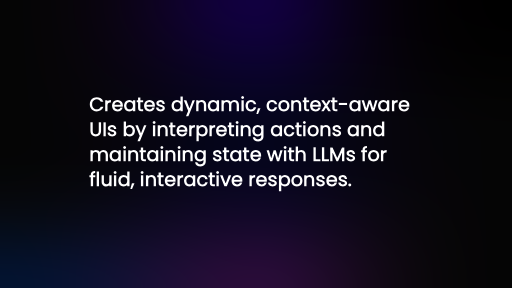 Creates dynamic, context-aware
UIs by interpreting actions and
maintaining state with LLMs for
fluid, interactive responses.